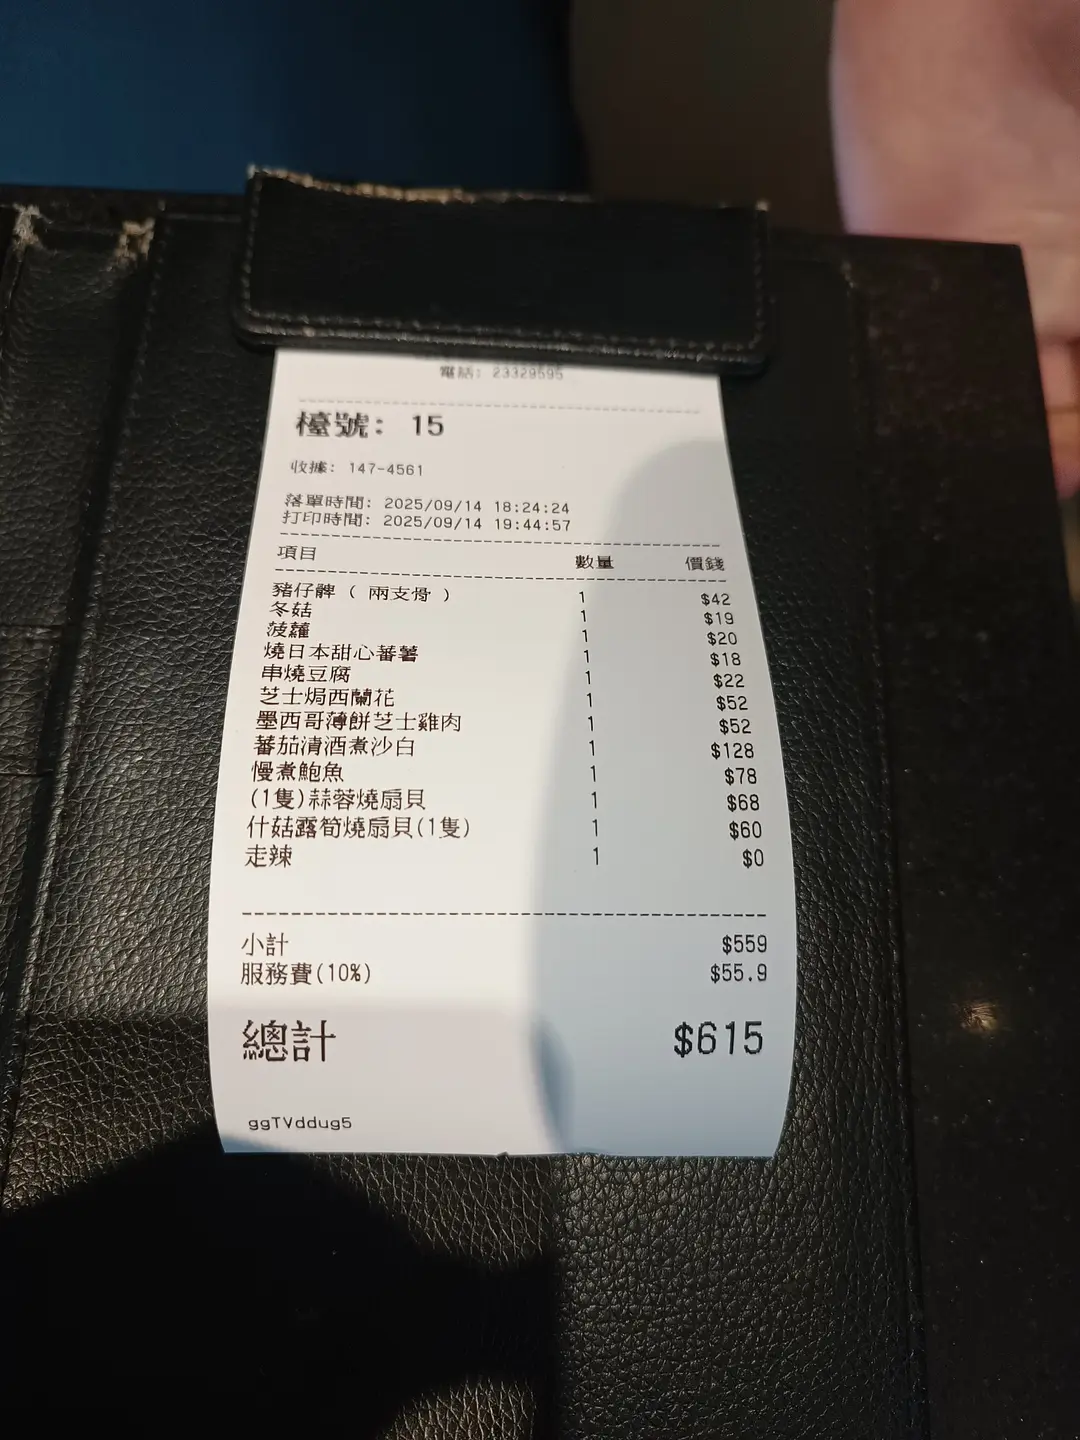 電話: 23329595
檯號: 15
收據: 147-4561
落單時間: 2025/09/14 18:24:24
打印時間: 2025/09/14 19:44:57
項目 數量 價錢
豬仔髀 ( 兩支骨 ) 1 $42
冬菇 1 $19
菠蘿 1 $20
燒日本甜心蕃薯 1 $18
串燒豆腐 1 $22
芝士焗西蘭花 1 $52
墨西哥薄餅芝士雞肉 1 $52
蕃茄清酒煮沙白 1 $128
慢煮鮑魚 1 $78
(1隻)蒜蓉燒扇貝 1 $68
什菇露筍燒扇貝(1隻) 1 $60
走辣 1 $0
小計 $559
服務費(10%) $55.9
總計 $615
ggTVddug5